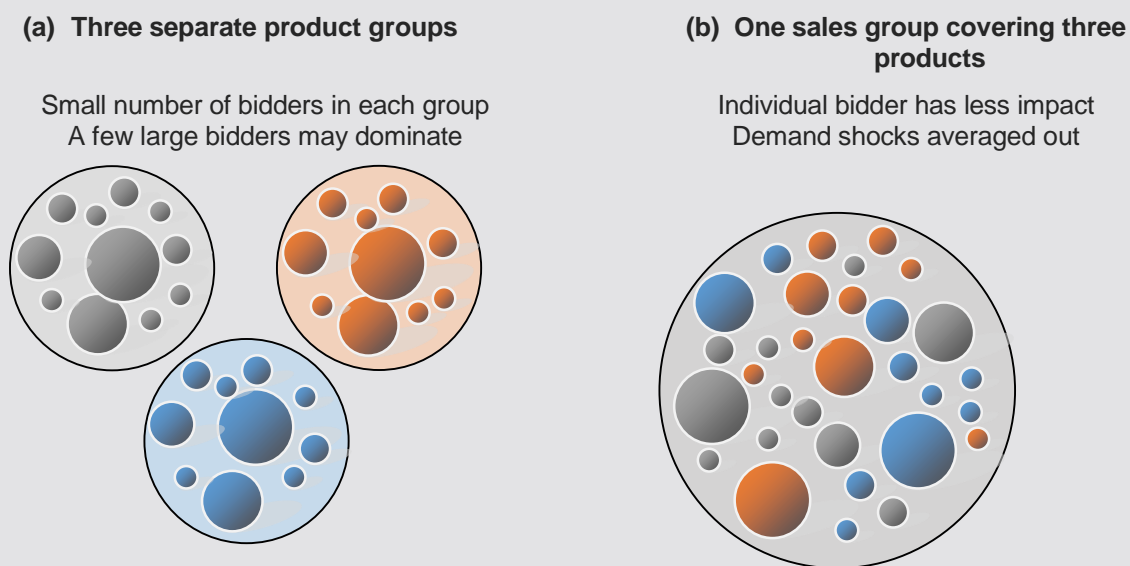 (a) Three separate product groups
Small number of bidders in each group
A few large bidders may dominate
(b) One sales group covering three
products
Individual bidder has less impact
Demand shocks averaged out